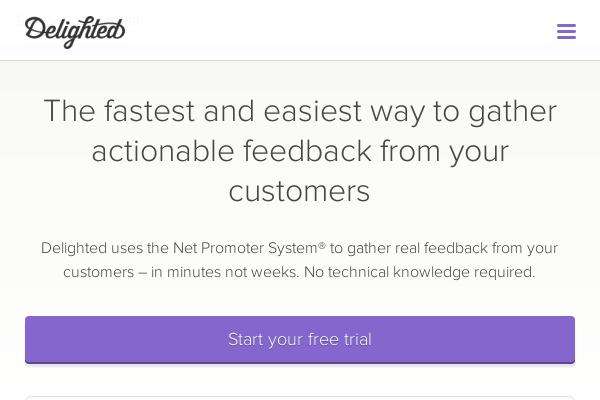 Delighted
The fastest and easiest way to gather
actionable feedback from your
customers
Delighted uses the Net Promoter System® to gather real feedback from your
customers – in minutes not weeks. No technical knowledge required.
Start your free trial